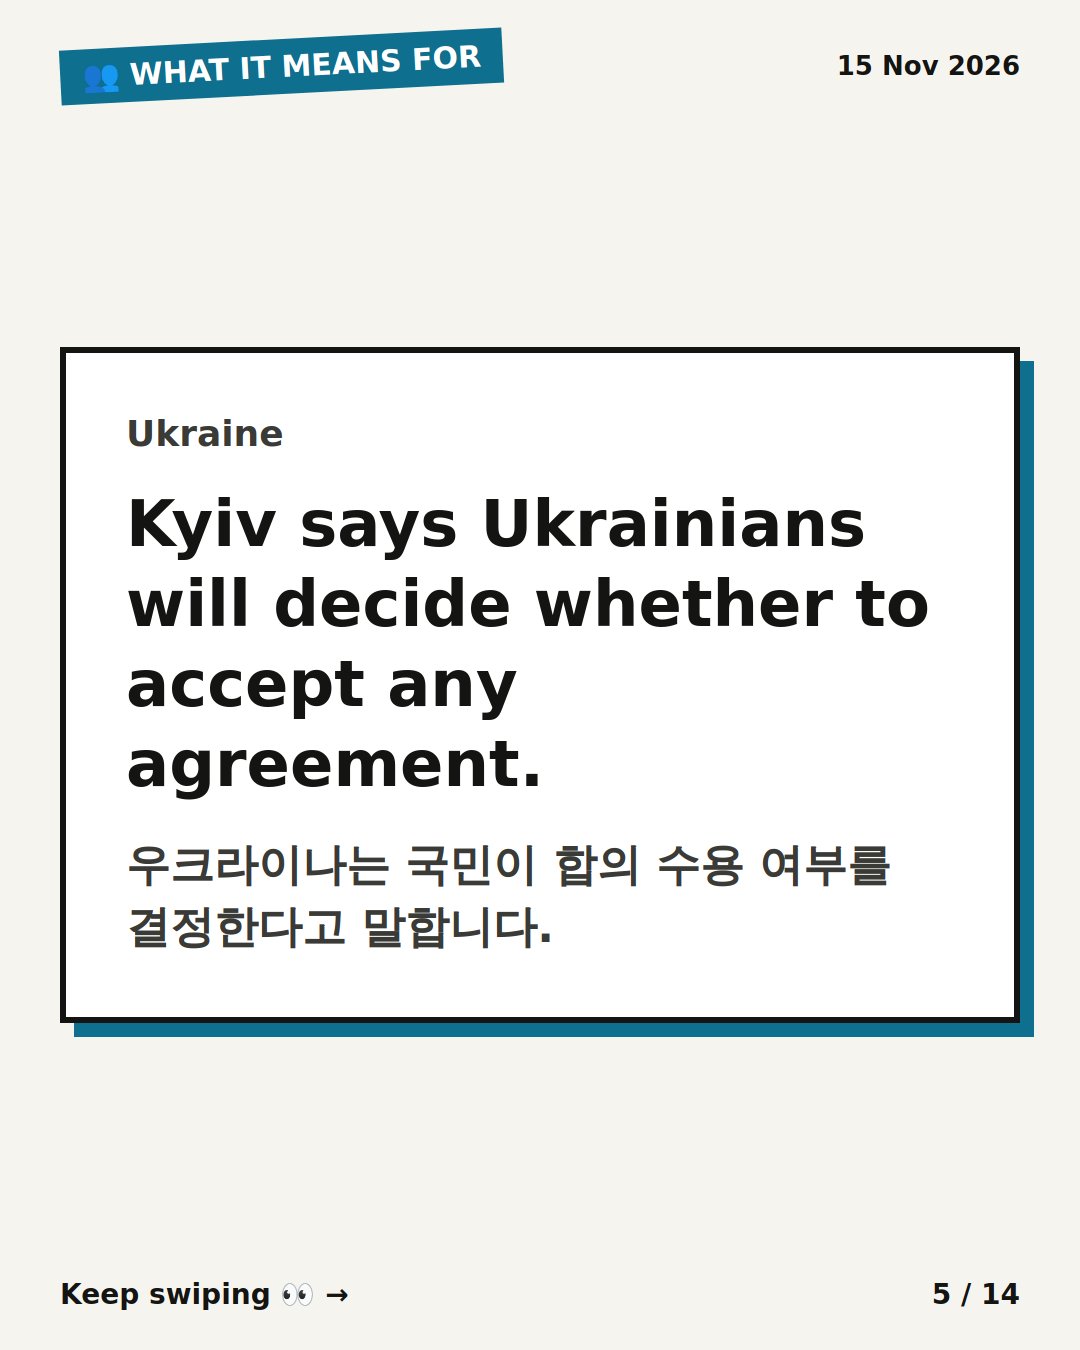 👥 WHAT IT MEANS FOR
15 Nov 2026
Ukraine
Kyiv says Ukrainians
will decide whether to
accept any
agreement.
우크라이나는 국민이 합의 수용 여부를
결정한다고 말합니다.
Keep swiping 👀 →
5 / 14